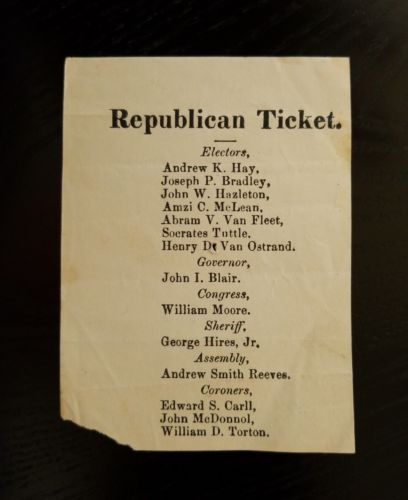 Republican Ticket.
Electors,
Andrew K. Hay,
Joseph P. Bradley,
John W. Hazleton,
Amzi C. McLean,
Abram V. Van Fleet,
Socrates Tuttle.
Henry D. Van Ostrand.
Governor,
John I. Blair.
Congress,
William Moore.
Sheriff,
George Hires, Jr.
Assembly,
Andrew Smith Reeves.
Coroners,
Edward S. Carll,
John McDonnol,
William D. Torton.